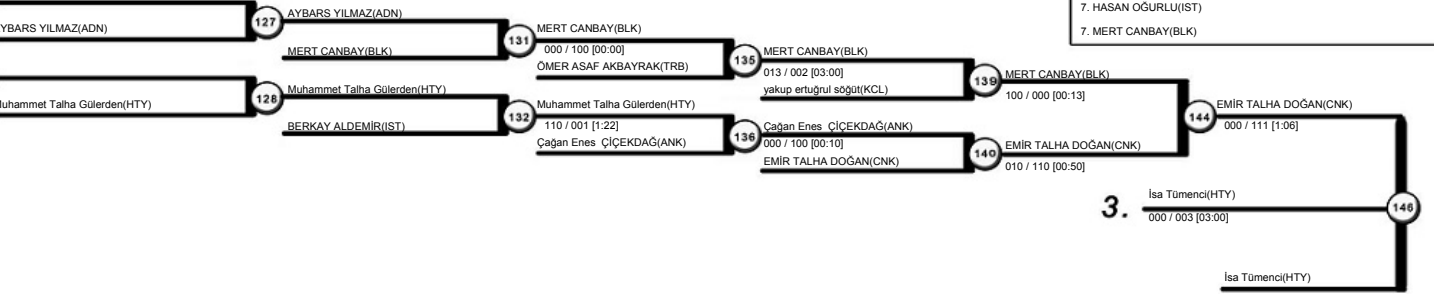 7. HASAN OĞURLU(IST)
7. MERT CANBAY(BLK)
YBARS YILMAZ(ADN)
127
AYBARS YILMAZ(ADN)
MERT CANBAY(BLK)
131
MERT CANBAY(BLK)
000 / 100 [00:00]
ÖMER ASAF AKBAYRAK(TRB)
135
MERT CANBAY(BLK)
013 / 002 [03:00]
yakup ertuğrul söğüt(KCL)
139
MERT CANBAY(BLK)
100 / 000 [00:13]
144
EMİR TALHA DOĞAN(CNK)
000 / 111 [1:06]
uhammet Talha Gülerden(HTY)
128
Muhammet Talha Gülerden(HTY)
BERKAY ALDEMİR(IST)
132
Muhammet Talha Gülerden(HTY)
110 / 001 [1:22]
Çağan Enes ÇİÇEKDAĞ(ANK)
136
Çağan Enes ÇİÇEKDAĞ(ANK)
000 / 100 [00:10]
EMİR TALHA DOĞAN(CNK)
140
EMİR TALHA DOĞAN(CNK)
010 / 110 [00:50]
3.
İsa Tümenci(HTY)
000 / 003 [03:00]
146
İsa Tümenci(HTY)